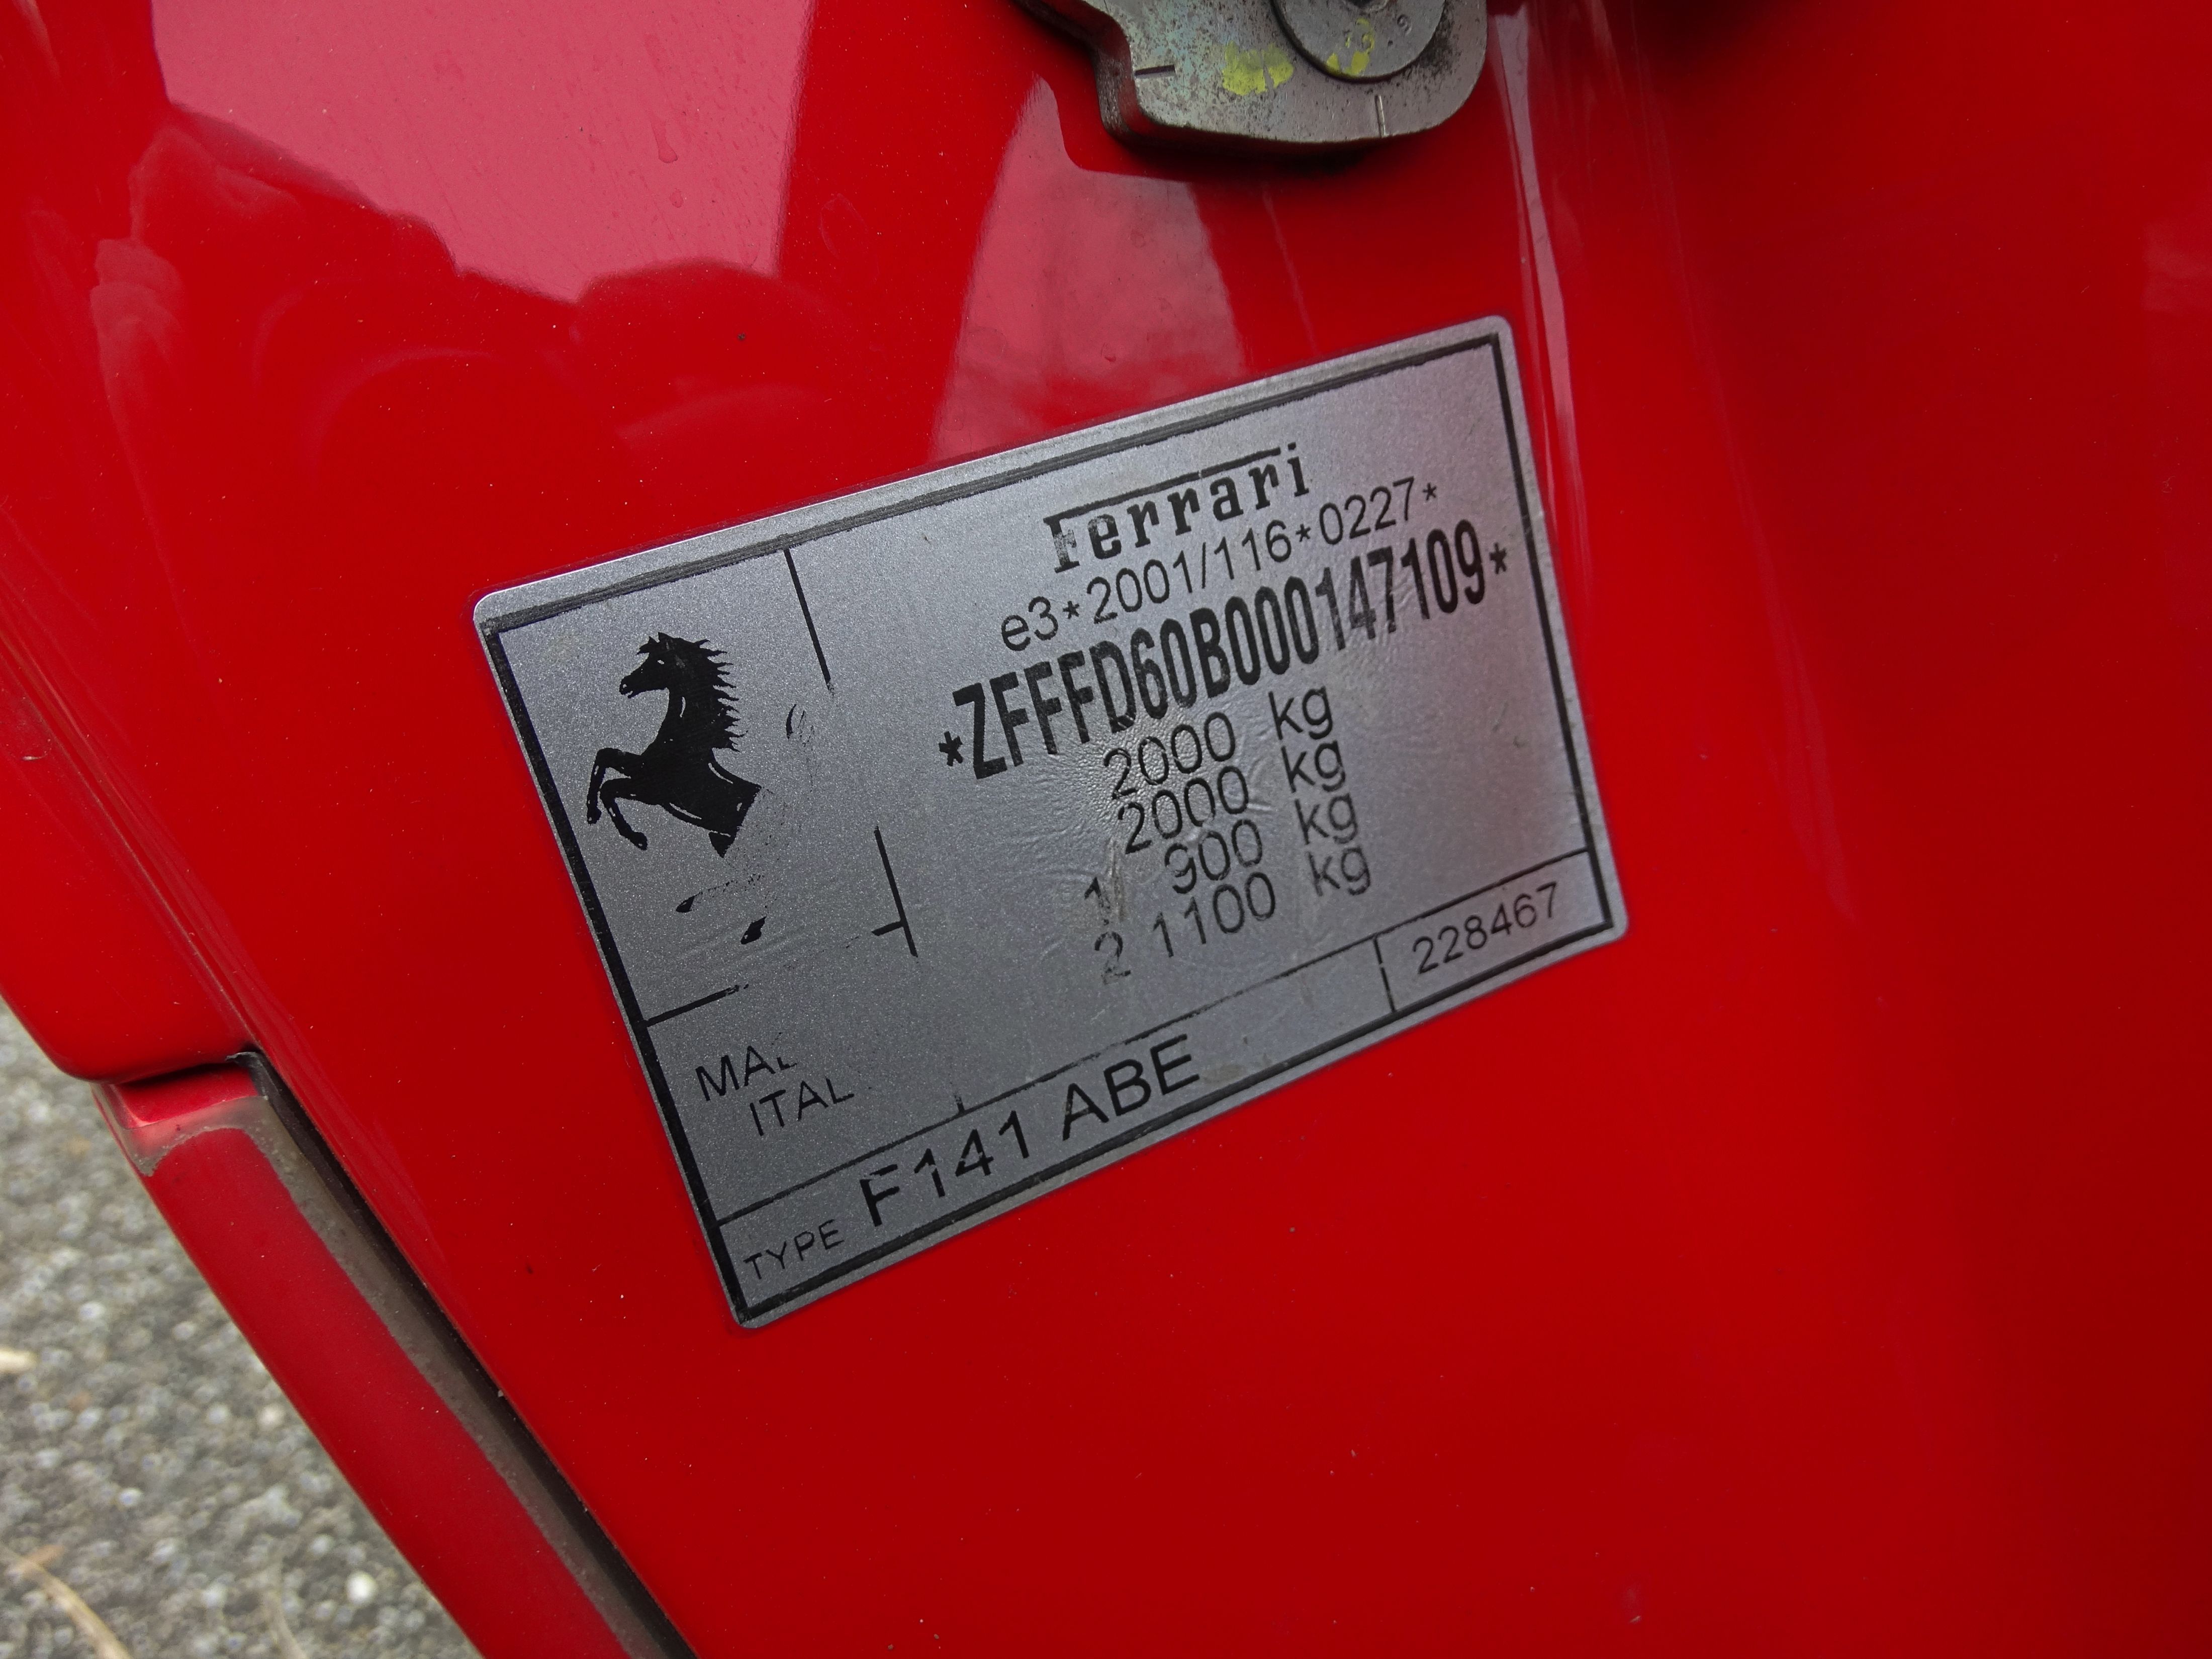 Ferrari
e3*2001/116*0227*
*ZFFFD60B000147109*
2000 kg
2000 kg
1 900 kg
2 1100 kg
228467
ITAL
TYPE F141 ABE